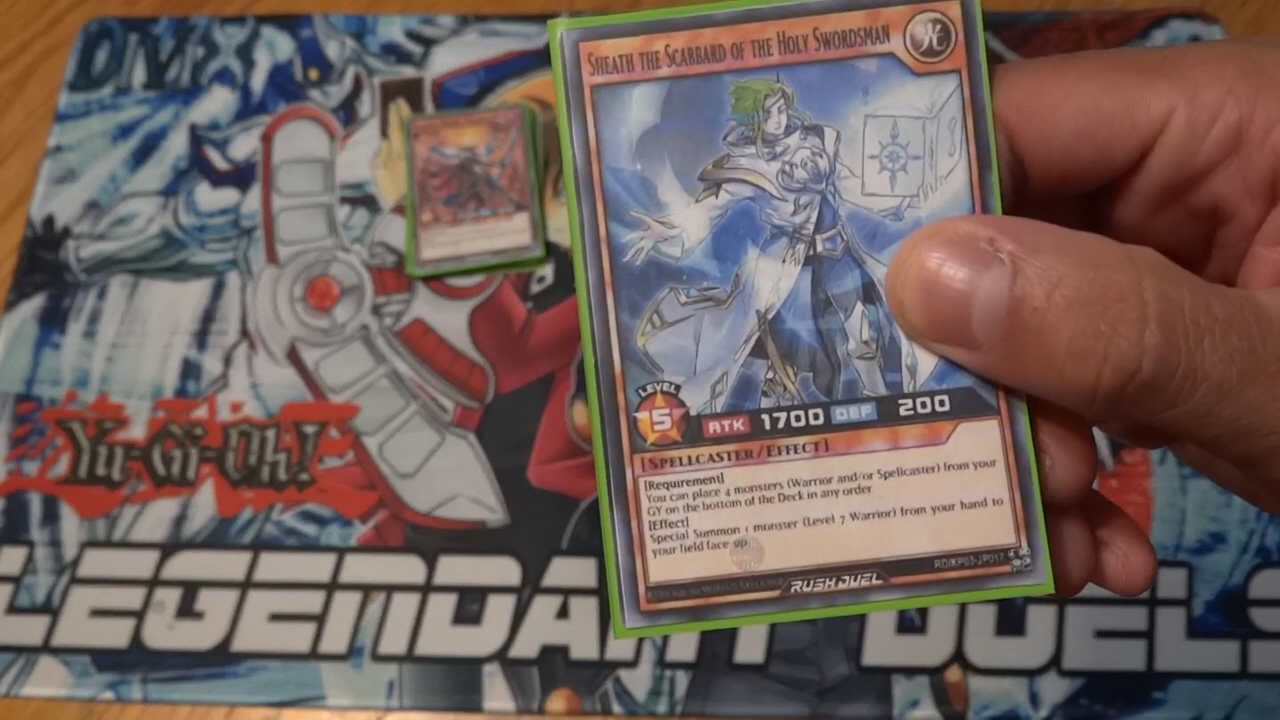 SHEATH THE SCABBARD OF THE HOLY SWORDSMAN
光
LEVEL
5
ATK 1700 DEF 200
[SPELLCASTER/EFFECT]
[Requirement]
You can place 4 monsters (Warrior and/or Spellcaster) from your
GY on the bottom of the Deck in any order
[Effect]
Special Summon 1 monster (Level 7 Warrior) from your hand to
your field face up.
RD/KP03-JP017
RUSH DUEL
Yu-Gi-Oh!
LEGENDARY DUELS